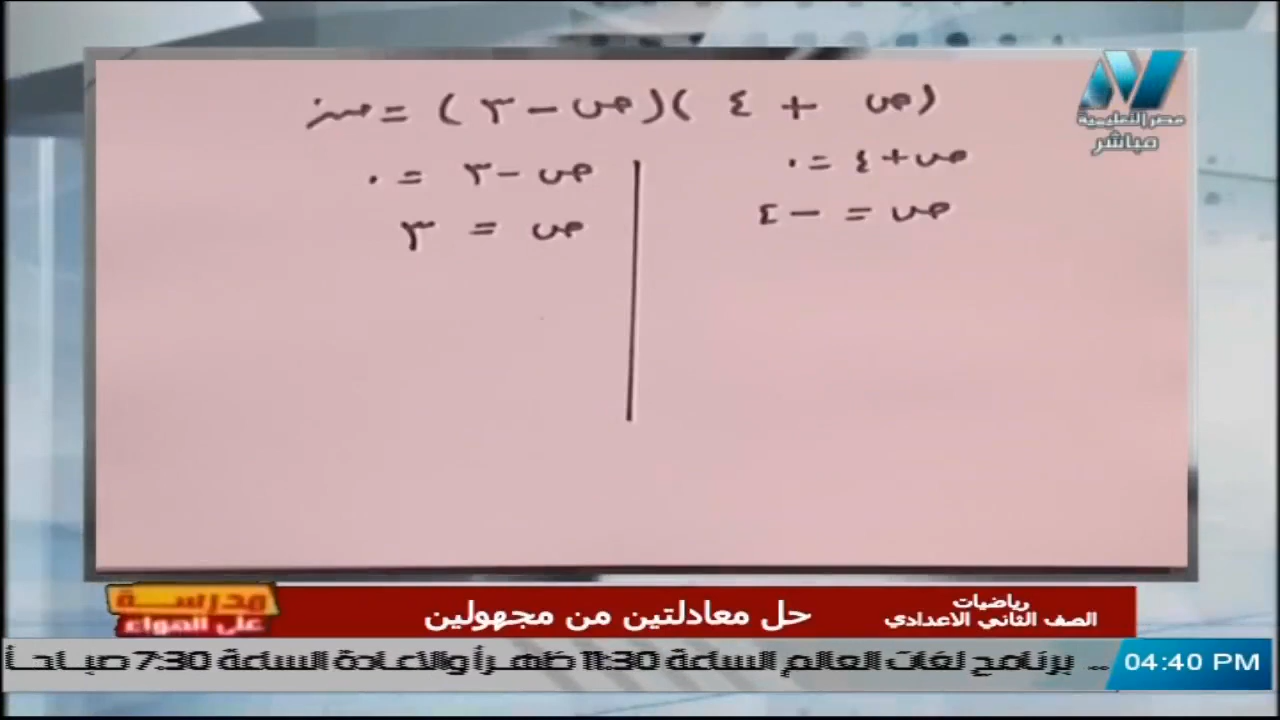 (ص + ٤)(ص - ٣) = صفر
ص + ٤ = ٠
ص = - ٤
ص - ٣ = ٠
ص = ٣
مصر التعليمية
مباشر
مدرسة
على الهواء
حل معادلتين من مجهولين
رياضيات
الصف الثاني الاعدادي
.. برنامج لغات العالم الساعة 11:30 ظهراً والاعادة الساعة 7:30 صباحاً
04:40 PM